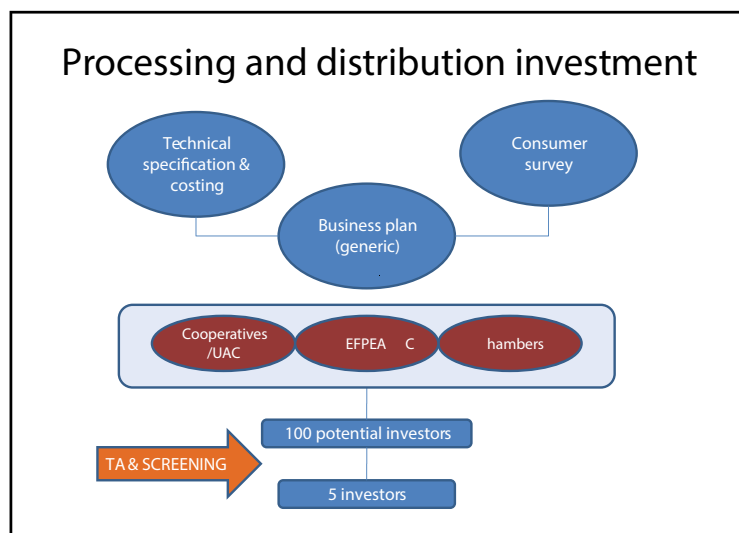 Processing and distribution investment
Technical
specification &
costing
Consumer
survey
Business plan
(generic)
Cooperatives
/UAC
EFPEA C
hambers
100 potential investors
TA & SCREENING
5 investors